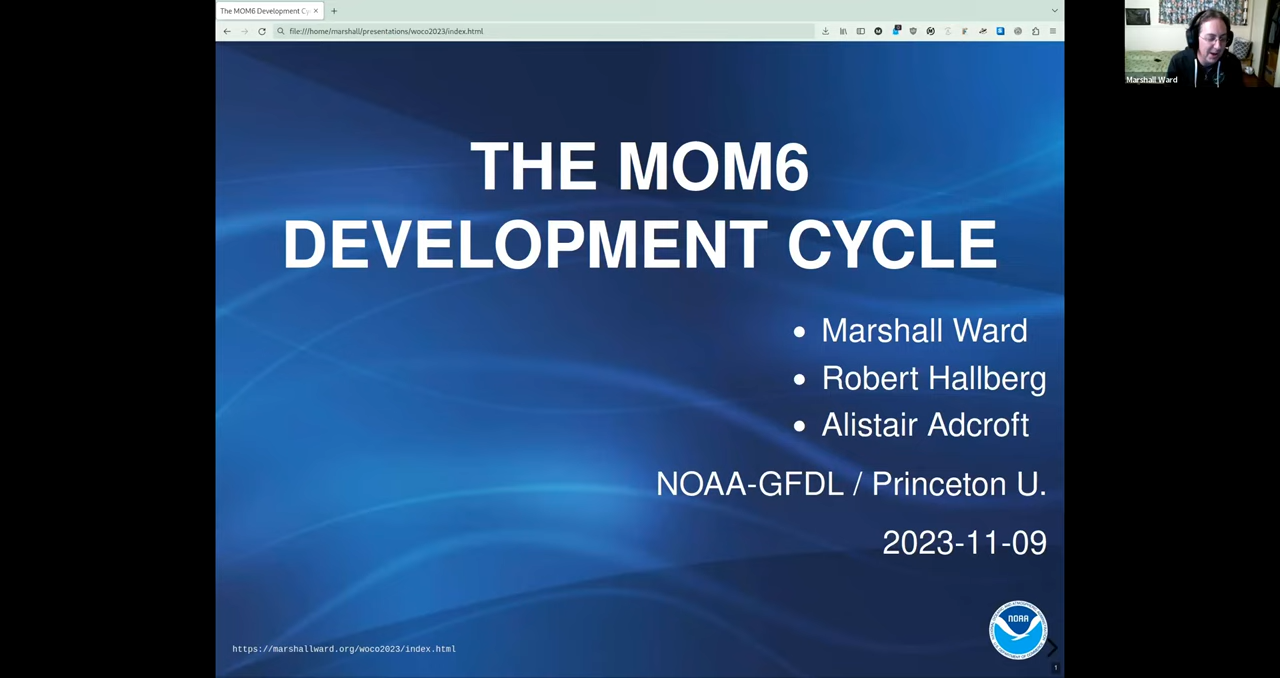 The MOM6 Development Cy
file:///home/marshall/presentations/woco2023/index.html
Marshall Ward
THE MOM6
DEVELOPMENT CYCLE
Marshall Ward
Robert Hallberg
Alistair Adcroft
NOAA-GFDL / Princeton U.
2023-11-09
NOAA
https://marshallward.org/woco2023/index.html
1